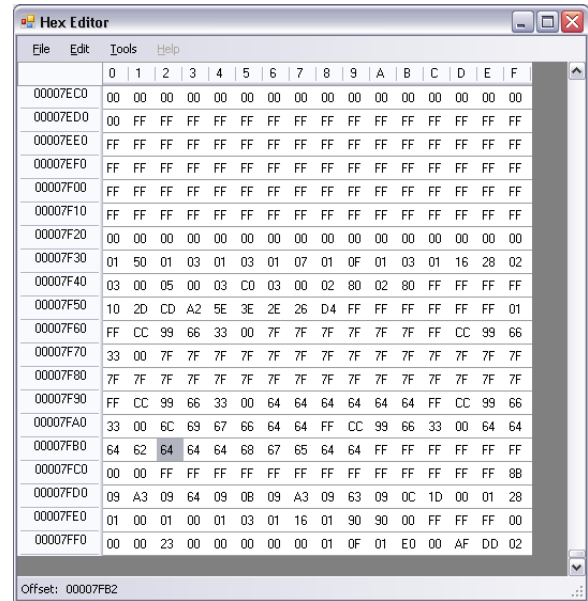 Hex Editor
File Edit Tools Help
0 1 2 3 4 5 6 7 8 9 A B C D E F
00007EC0 00 00 00 00 00 00 00 00 00 00 00 00 00 00 00 00
00007ED0 00 FF FF FF FF FF FF FF FF FF FF FF FF FF FF FF
00007EE0 FF FF FF FF FF FF FF FF FF FF FF FF FF FF FF FF
00007EF0 FF FF FF FF FF FF FF FF FF FF FF FF FF FF FF FF
00007F00 FF FF FF FF FF FF FF FF FF FF FF FF FF FF FF FF
00007F10 FF FF FF FF FF FF FF FF FF FF FF FF FF FF FF FF
00007F20 00 00 00 00 00 00 00 00 00 00 00 00 00 00 00 00
00007F30 01 50 01 03 01 03 01 07 01 0F 01 03 01 16 28 02
00007F40 03 00 05 00 03 C0 03 00 02 80 02 80 FF FF FF FF
00007F50 10 2D CD A2 5E 3E 2E 26 D4 FF FF FF FF FF FF 01
00007F60 FF CC 99 66 33 00 7F 7F 7F 7F 7F 7F FF CC 99 66
00007F70 33 00 7F 7F 7F 7F 7F 7F 7F 7F 7F 7F 7F 7F 7F 7F
00007F80 7F 7F 7F 7F 7F 7F 7F 7F 7F 7F 7F 7F 7F 7F 7F 7F
00007F90 FF CC 99 66 33 00 64 64 64 64 64 64 FF CC 99 66
00007FA0 33 00 6C 69 67 66 64 64 FF CC 99 66 33 00 64 64
00007FB0 64 62 64 64 64 68 67 65 64 64 FF FF FF FF FF FF
00007FC0 00 00 FF FF FF FF FF FF FF FF FF FF FF FF FF 8B
00007FD0 09 A3 09 64 09 0B 09 A3 09 63 09 0C 1D 00 01 28
00007FE0 01 00 01 00 01 03 01 16 01 90 90 00 FF FF FF 00
00007FF0 00 00 23 00 00 00 00 00 01 0F 01 E0 00 AF DD 02
Offset: 00007FB2